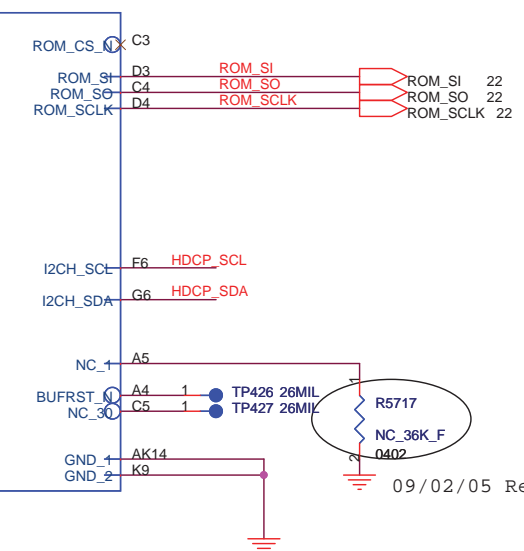 ROM_CS_N C3
ROM_SI D3 ROM_SI ROM_SI 22
ROM_SO C4 ROM_SO ROM_SO 22
ROM_SCLK D4 ROM_SCLK ROM_SCLK 22
I2CH_SCL F6 HDCP_SCL
I2CH_SDA G6 HDCP_SDA
NC_1 A5
1
BUFRST_N A4 1 TP426 26MIL
NC_30 C5 1 TP427 26MIL
R5717
NC_36K_F
0402
2
GND_1 AK14
GND_2 K9
09/02/05 Re